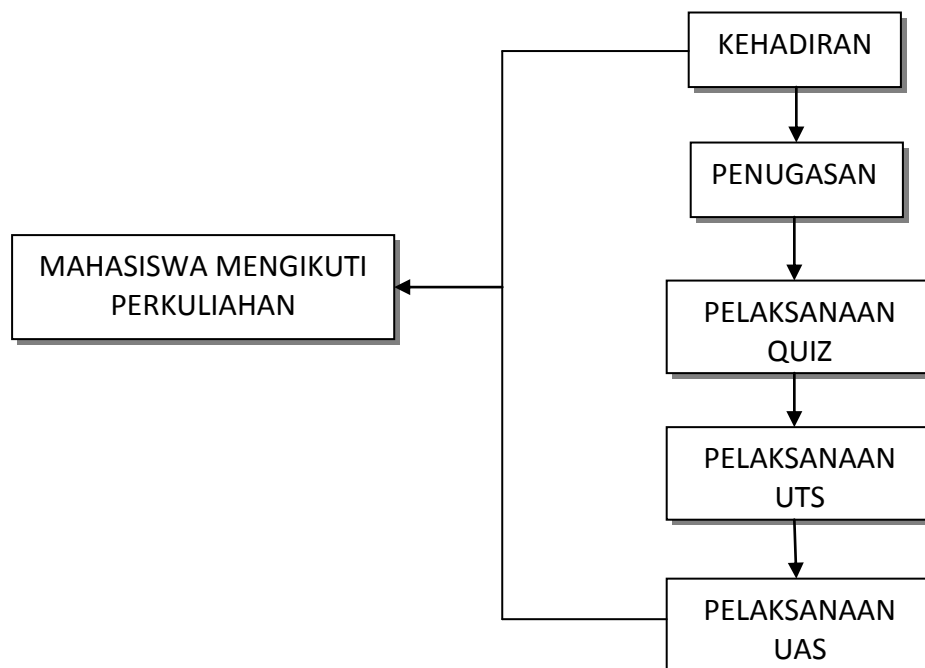 KEHADIRAN
PENUGASAN
MAHASISWA MENGIKUTI
PERKULIAHAN
PELAKSANAAN
QUIZ
PELAKSANAAN
UTS
PELAKSANAAN
UAS